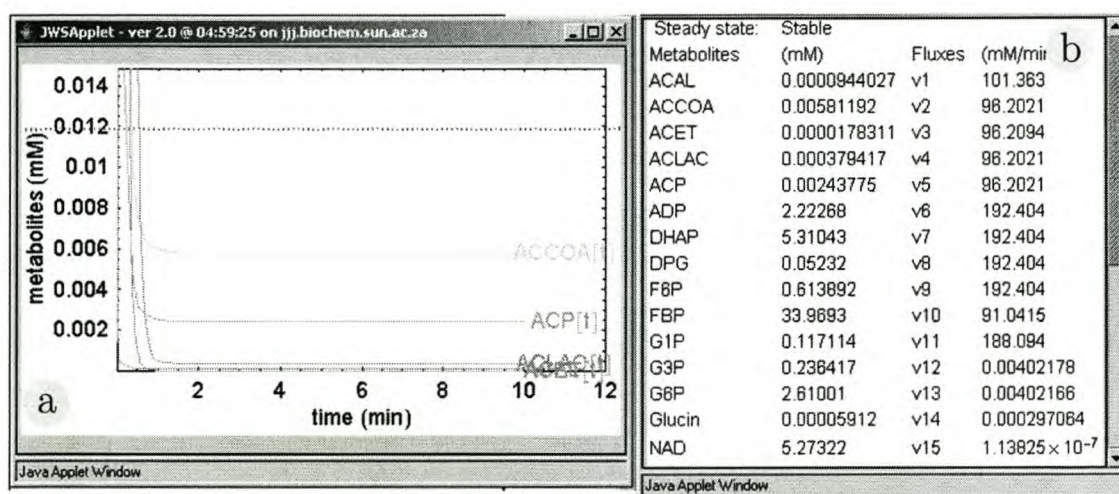 JWSApplet - ver 2.0 @ 04:59:25 on jjj.biochem.sun.ac.za
0.014
0.012
0.01
0.008
0.006
0.004
0.002
metabolites (mM)
ACCOA[t]
ACP[t]
ACLAC[t]
2 4 6 8 10 12
time (min)
a
Java Applet Window
Steady state: Stable
Metabolites (mM) Fluxes (mM/min
b
ACAL 0.0000944027 v1 101.363
ACCOA 0.00581192 v2 96.2021
ACET 0.0000178311 v3 96.2094
ACLAC 0.000379417 v4 96.2021
ACP 0.00243775 v5 96.2021
ADP 2.22268 v6 192.404
DHAP 5.31043 v7 192.404
DPG 0.05232 v8 192.404
F6P 0.613892 v9 192.404
FBP 33.9693 v10 91.0415
G1P 0.117114 v11 188.094
G3P 0.236417 v12 0.00402178
G6P 2.61001 v13 0.00402166
Glucin 0.00005912 v14 0.000297064
NAD 5.27322 v15 1.13825 × 10⁻⁷
Java Applet Window